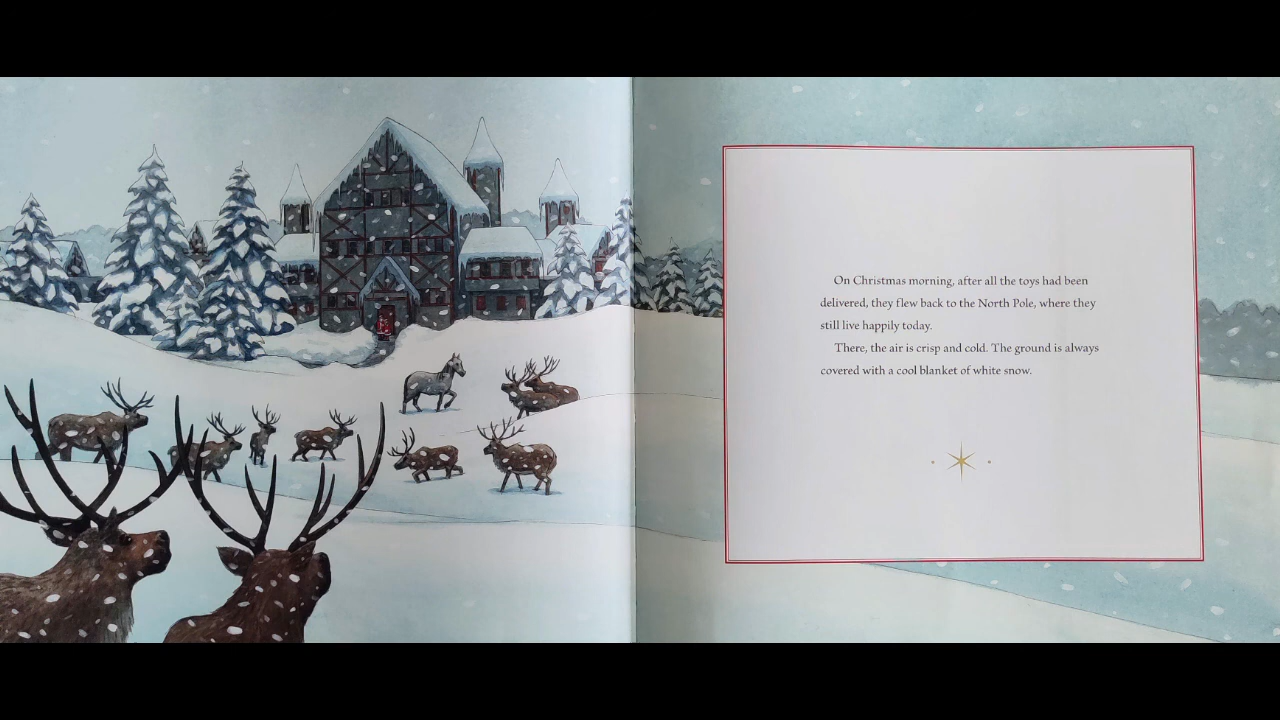 On Christmas morning, after all the toys had been
delivered, they flew back to the North Pole, where they
still live happily today.
There, the air is crisp and cold. The ground is always
covered with a cool blanket of white snow.